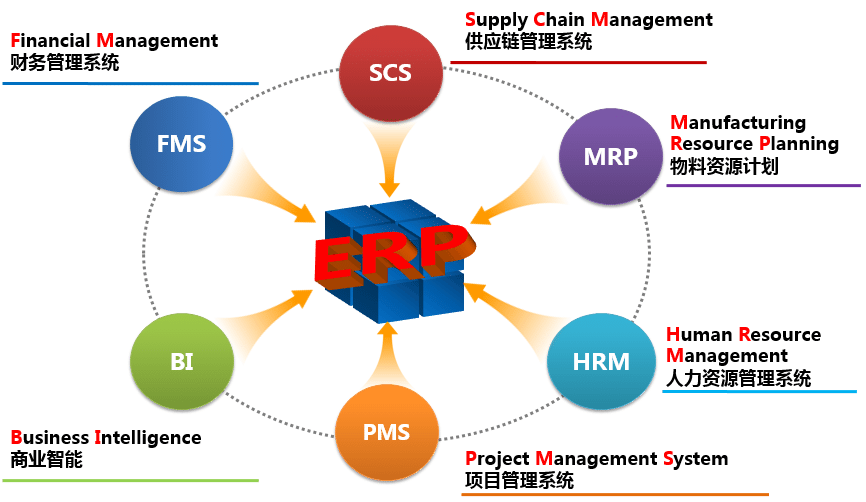 Supply Chain Management
供应链管理系统
Financial Management
财务管理系统
SCS
FMS
MRP
Manufacturing
Resource Planning
物料资源计划
ERP
BI
HRM
Human Resource
Management
人力资源管理系统
PMS
Business Intelligence
商业智能
Project Management System
项目管理系统